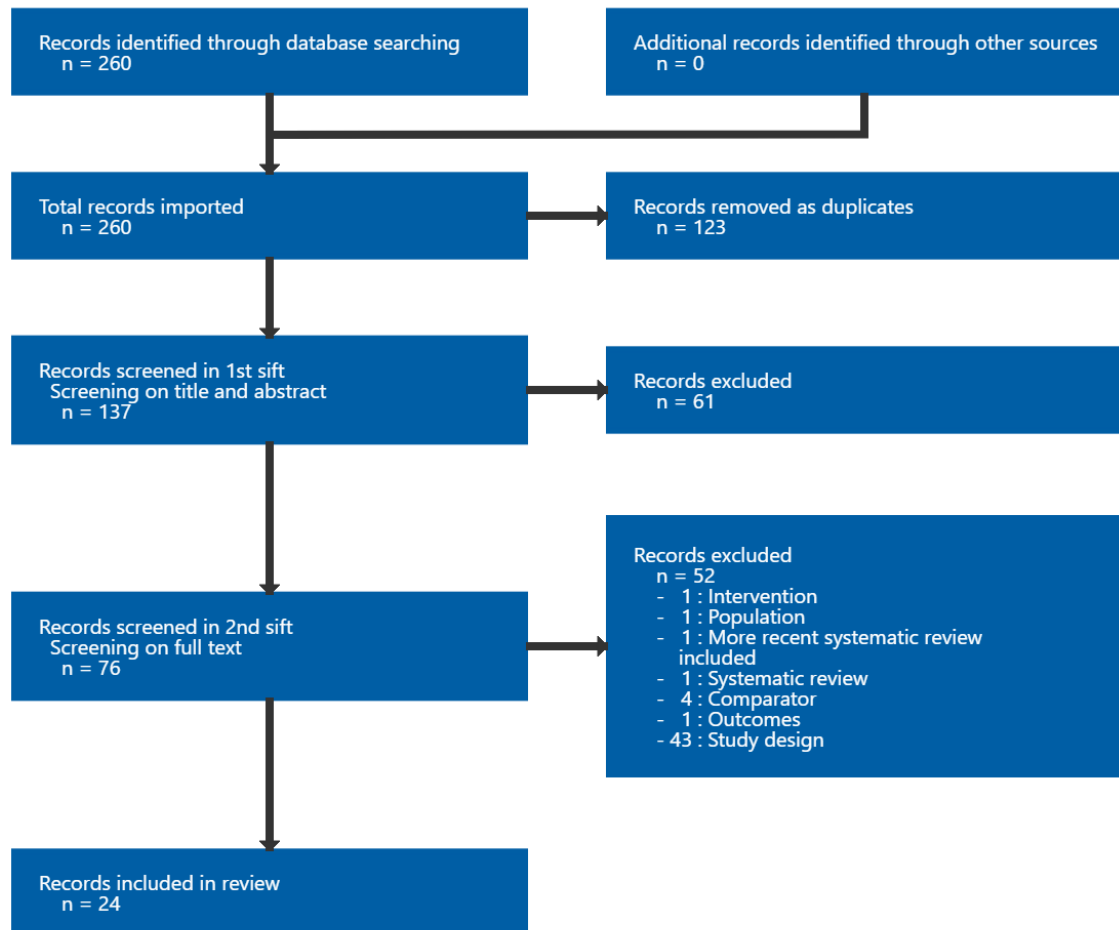 Records identified through database searching
n = 260
Additional records identified through other sources
n = 0
Total records imported
n = 260
Records removed as duplicates
n = 123
Records screened in 1st sift
Screening on title and abstract
n = 137
Records excluded
n = 61
Records screened in 2nd sift
Screening on full text
n = 76
Records excluded
n = 52
- 1 : Intervention
- 1 : Population
- 1 : More recent systematic review
included
- 1 : Systematic review
- 4 : Comparator
- 1 : Outcomes
- 43 : Study design
Records included in review
n = 24